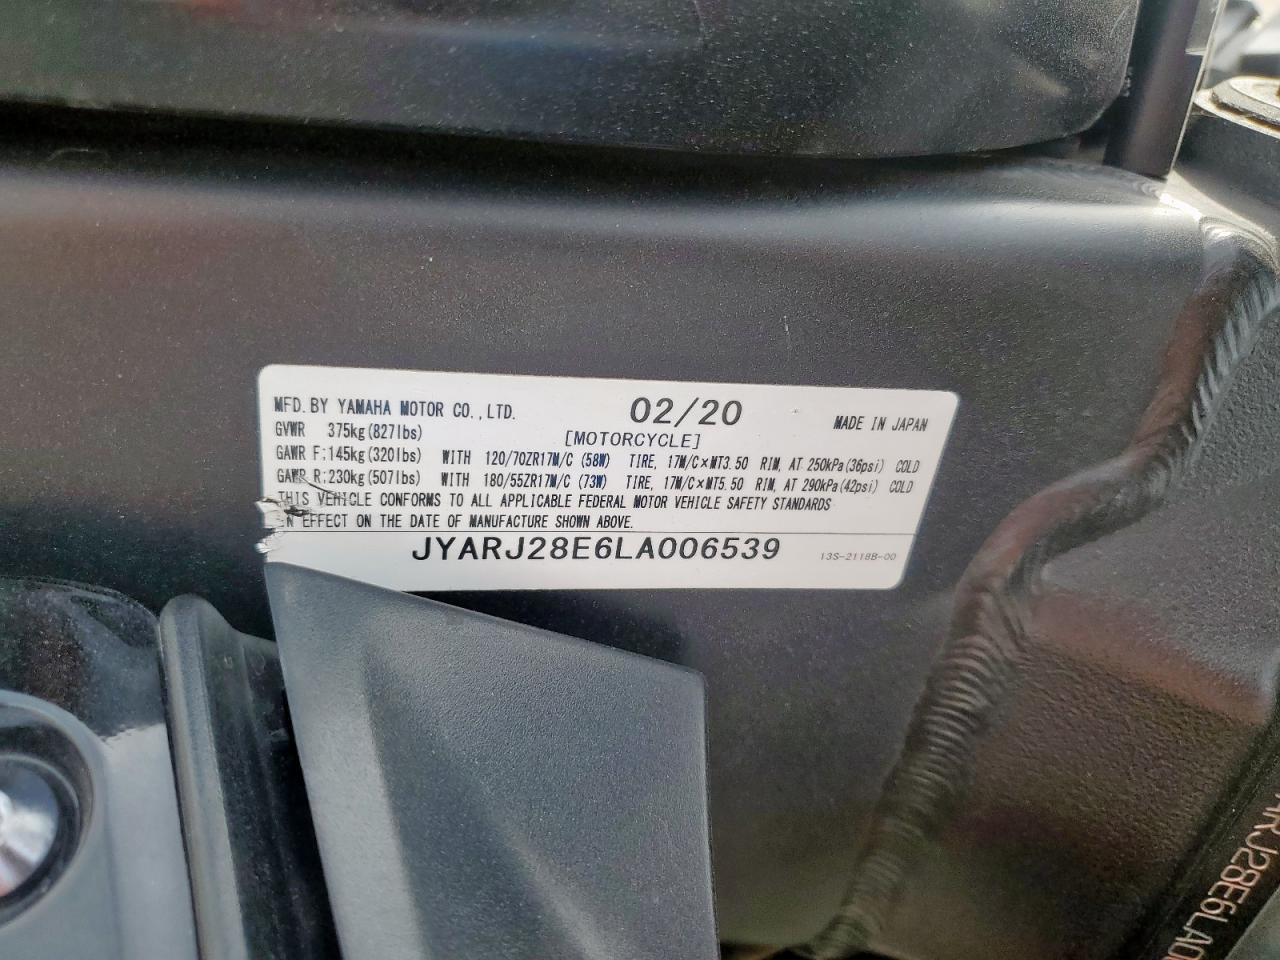 MFD. BY YAMAHA MOTOR CO., LTD. 02/20 MADE IN JAPAN
GVWR 375kg(827lbs) [MOTORCYCLE]
GAWR F:145kg(320lbs) WITH 120/70ZR17M/C (58W) TIRE, 17M/C×MT3.50 RIM, AT 250kPa(36psi) COLD
GAWR R:230kg(507lbs) WITH 180/55ZR17M/C (73W) TIRE, 17M/C×MT5.50 RIM, AT 290kPa(42psi) COLD
THIS VEHICLE CONFORMS TO ALL APPLICABLE FEDERAL MOTOR VEHICLE SAFETY STANDARDS
IN EFFECT ON THE DATE OF MANUFACTURE SHOWN ABOVE.
JYARJ28E6LA006539 13S-2118B-00
ARJ28E6LA00